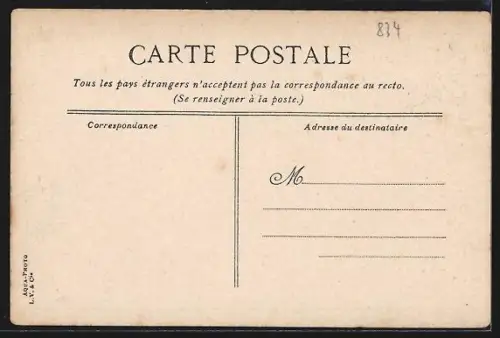 834
CARTE POSTALE
Tous les pays étrangers n'acceptent pas la correspondance au recto.
(Se renseigner à la poste.)
Correspondance
Adresse du destinataire
M
AQUA-PHOTO
L. V. & Cie